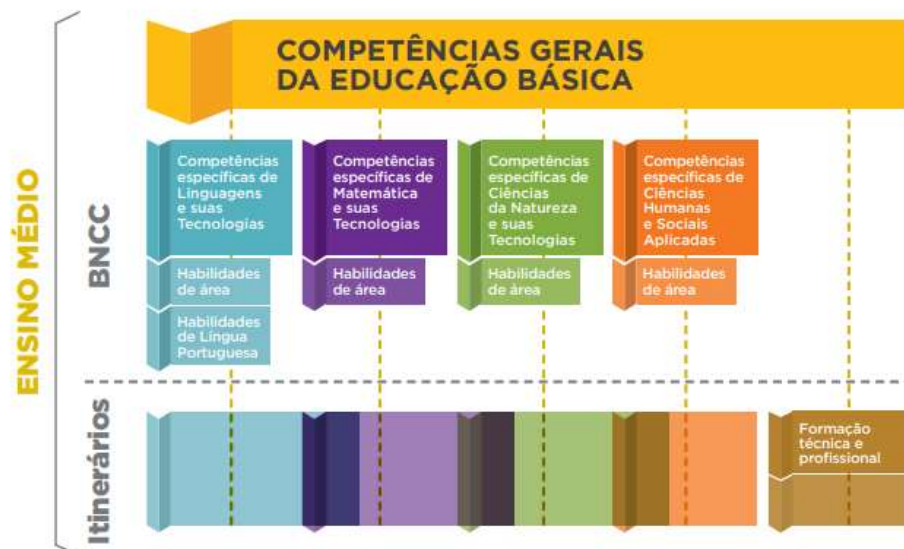 ENSINO MÉDIO
BNCC
COMPETÊNCIAS GERAIS
DA EDUCAÇÃO BÁSICA
Competências
específicas de
Linguagens
e suas
Tecnologias
Habilidades
de área
Habilidades
de Língua
Portuguesa
Competências
específicas de
Matemática
e suas
Tecnologias
Habilidades
de área
Competências
específicas de
Ciências
da Natureza
e suas
Tecnologias
Habilidades
de área
Competências
específicas de
Ciências
Humanas
e Sociais
Aplicadas
Habilidades
de área
Itinerários
Formação
técnica e
profissional